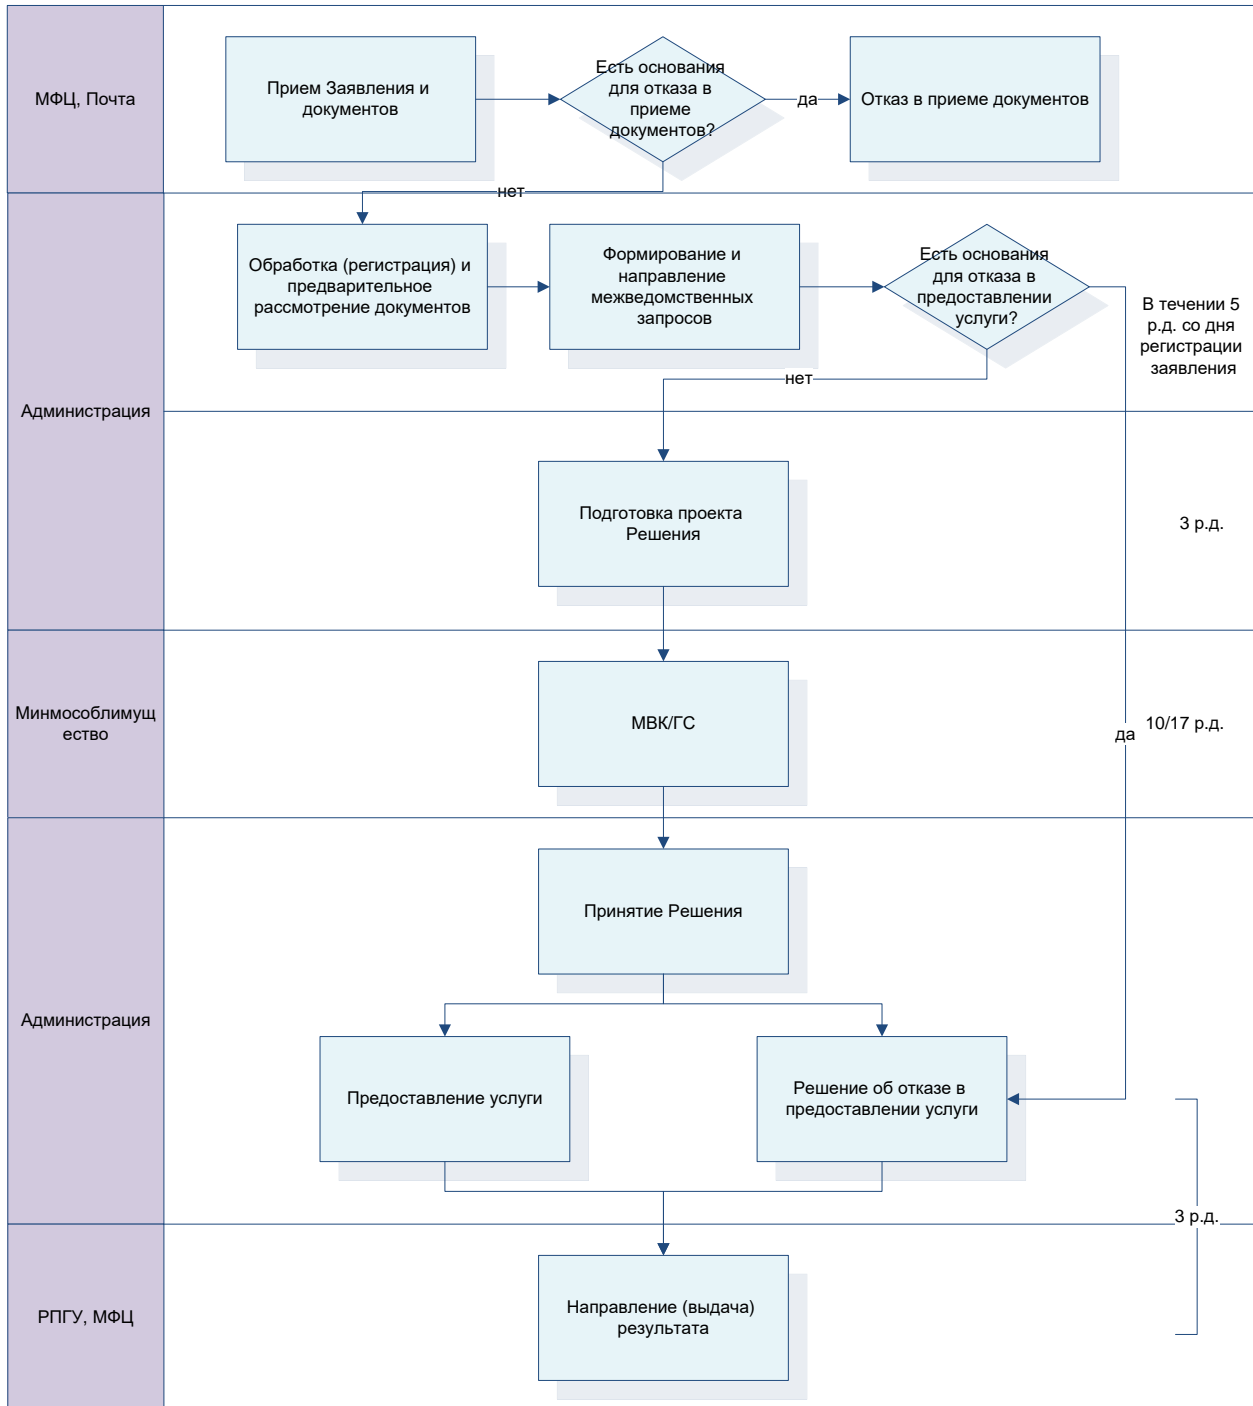 МФЦ, Почта
Прием Заявления и
документов
Есть основания
для отказа в
приеме
документов?
да
Отказ в приеме документов
нет
Администрация
Обработка (регистрация) и
предварительное
рассмотрение документов
Формирование и
направление
межведомственных
запросов
Есть основания
для отказа в
предоставлении
услуги?
В течении 5
р.д. со дня
регистрации
заявления
нет
Подготовка проекта
Решения
3 р.д.
Минмособлимущ
ество
МВК/ГС
да
10/17 р.д.
Администрация
Принятие Решения
Предоставление услуги
Решение об отказе в
предоставлении услуги
3 р.д.
РПГУ, МФЦ
Направление (выдача)
результата